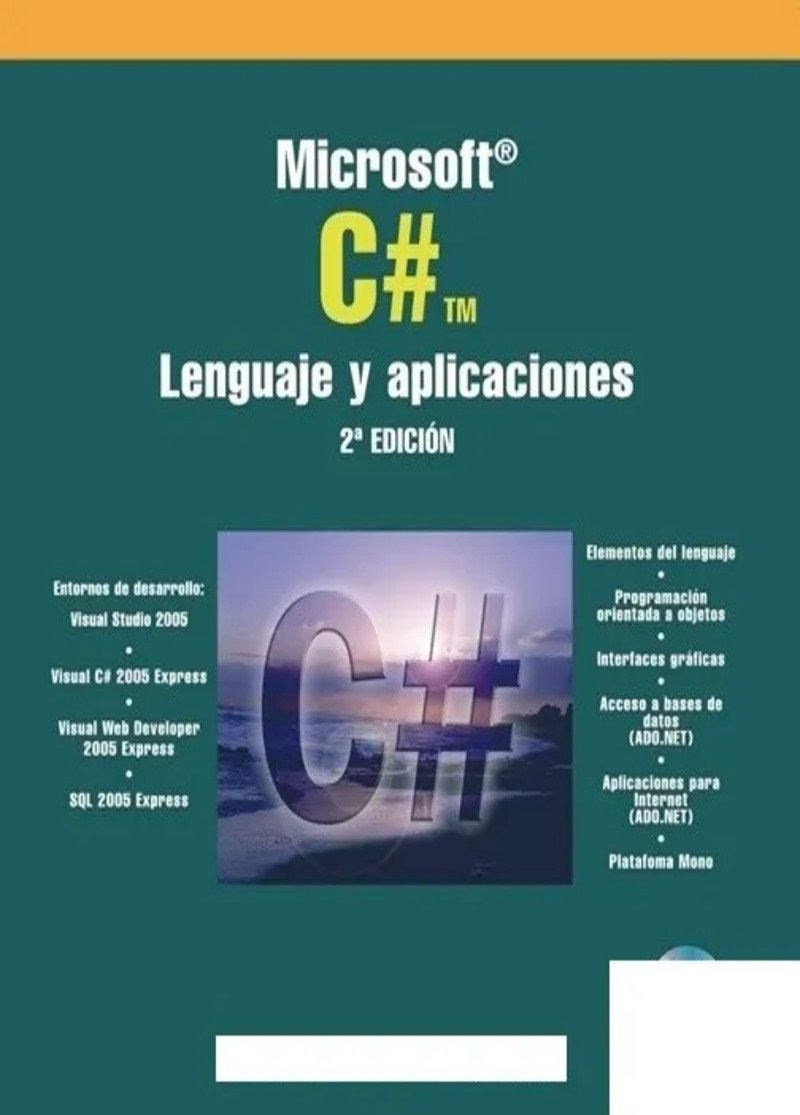 Microsoft®
C#™
Lenguaje y aplicaciones
2ª EDICIÓN
Entornos de desarrollo:
Visual Studio 2005
•
Visual C# 2005 Express
•
Visual Web Developer
2005 Express
•
SQL 2005 Express
C#
Elementos del lenguaje
•
Programación
orientada a objetos
•
Interfaces gráficas
•
Acceso a bases de
datos
(ADO.NET)
•
Aplicaciones para
Internet
(ADO.NET)
•
Platafoma Mono